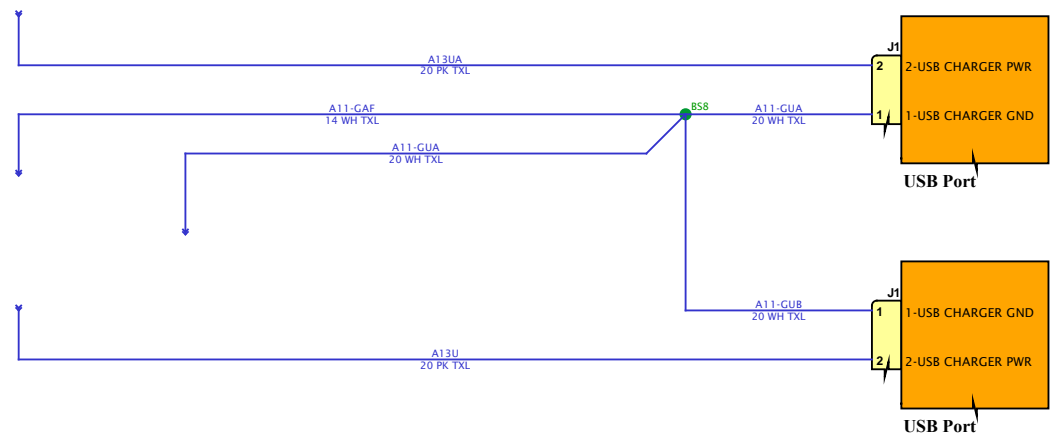 J1
A13UA
20 PK TXL
2
2-USB CHARGER PWR
A11-GAF
14 WH TXL
BS8
A11-GUA
20 WH TXL
1
1-USB CHARGER GND
A11-GUA
20 WH TXL
USB Port
J1
A11-GUB
20 WH TXL
1
1-USB CHARGER GND
A13U
20 PK TXL
2
2-USB CHARGER PWR
USB Port